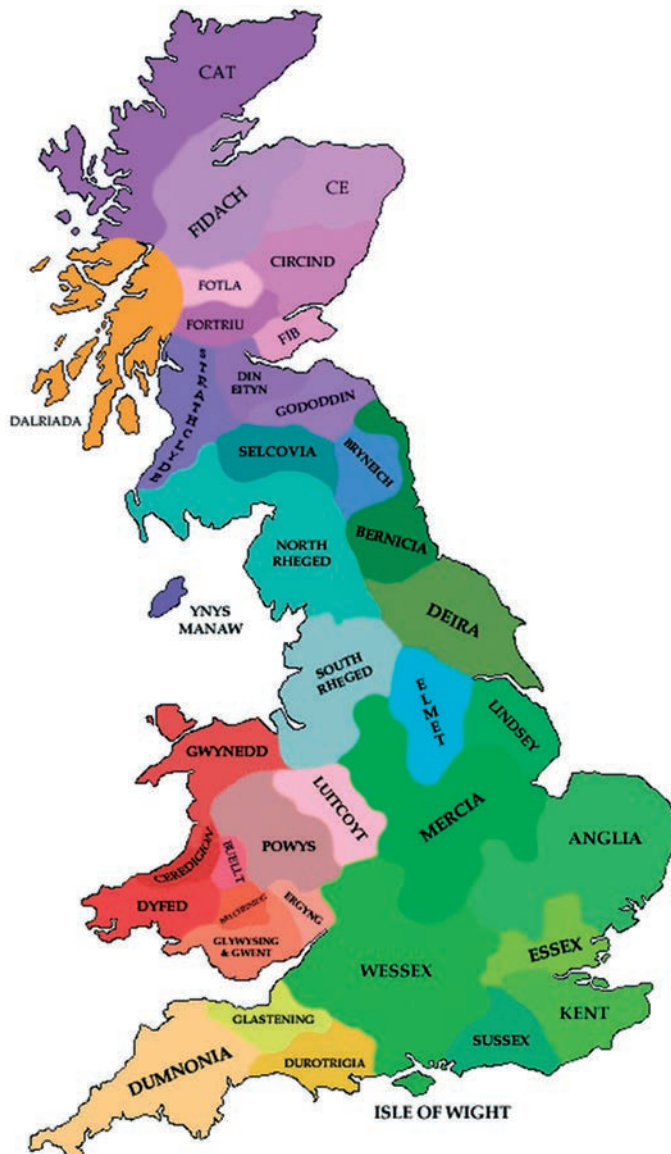 CAT
CE
FIDACH
CIRCIND
FOTLA
FORTRIU
FIB
STRATHCLYDE
DIN
EITYN
GODODDIN
DALRIADA
SELCOVIA
BRYNEICH
BERNICIA
NORTH
RHEGED
YNYS
MANAW
DEIRA
SOUTH
RHEGED
ELMET
LINDSEY
GWYNEDD
LUITCOYT
MERCIA
ANGLIA
POWYS
CEREDIGION
BUELLT
DYFED
ERGYNG
GLYWYSING
& GWENT
ESSEX
WESSEX
KENT
GLASTENING
SUSSEX
DUMNONIA
DUROTRIGIA
ISLE OF WIGHT